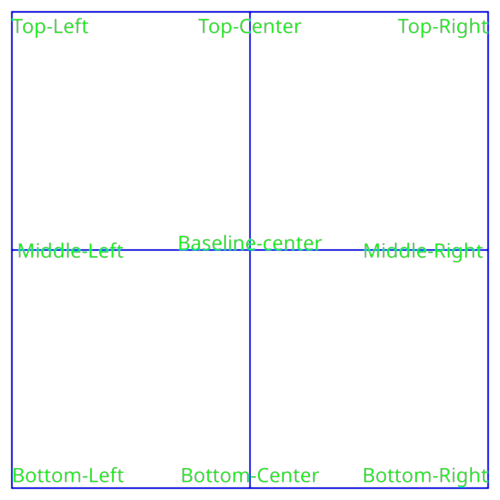 Top-Left Top-Center Top-Right
Middle-Left Baseline-center Middle-Right
Bottom-Left Bottom-Center Bottom-Right